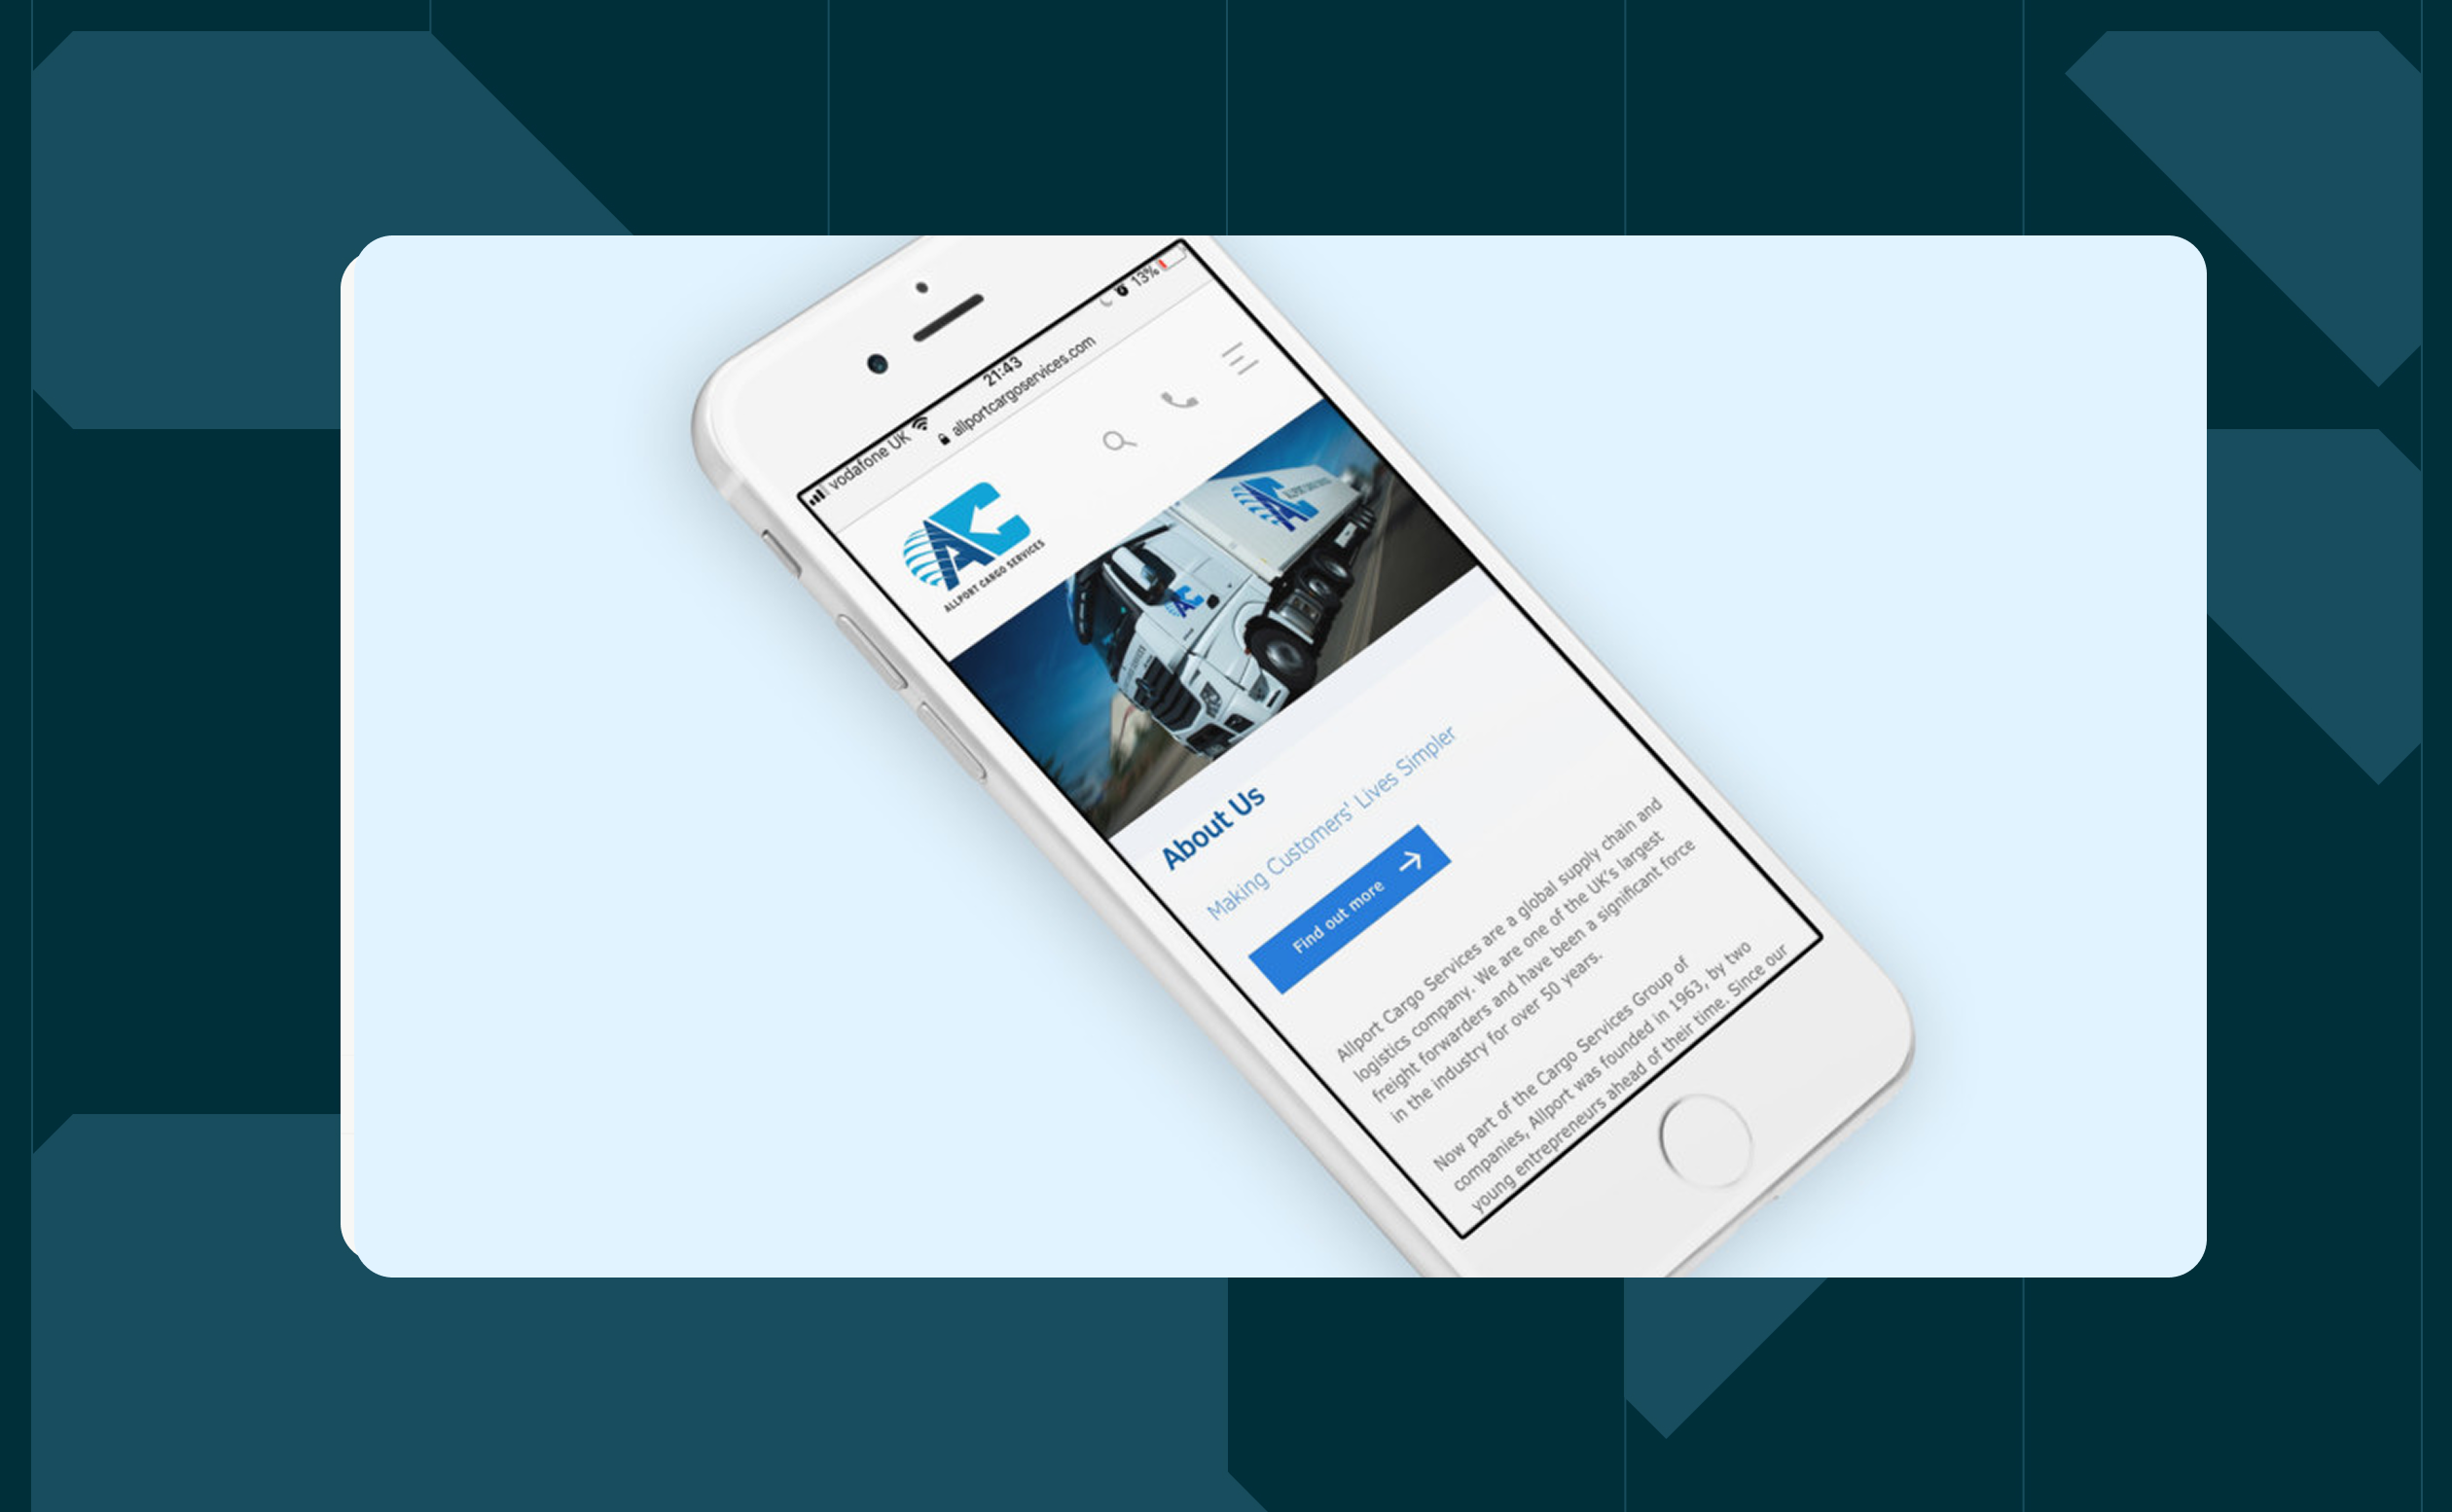 vodafone UK 21:43 13%
allportcargoservices.com
AC
ALLPORT CARGO SERVICES
AC
AC
About Us
Making Customers' Lives Simpler
Find out more
Allport Cargo Services are a global supply chain and
logistics company. We are one of the UK's largest
freight forwarders and have been a significant force
in the industry for over 50 years.
Now part of the Cargo Services Group of
companies, Allport was founded in 1963, by two
young entrepreneurs ahead of their time. Since our